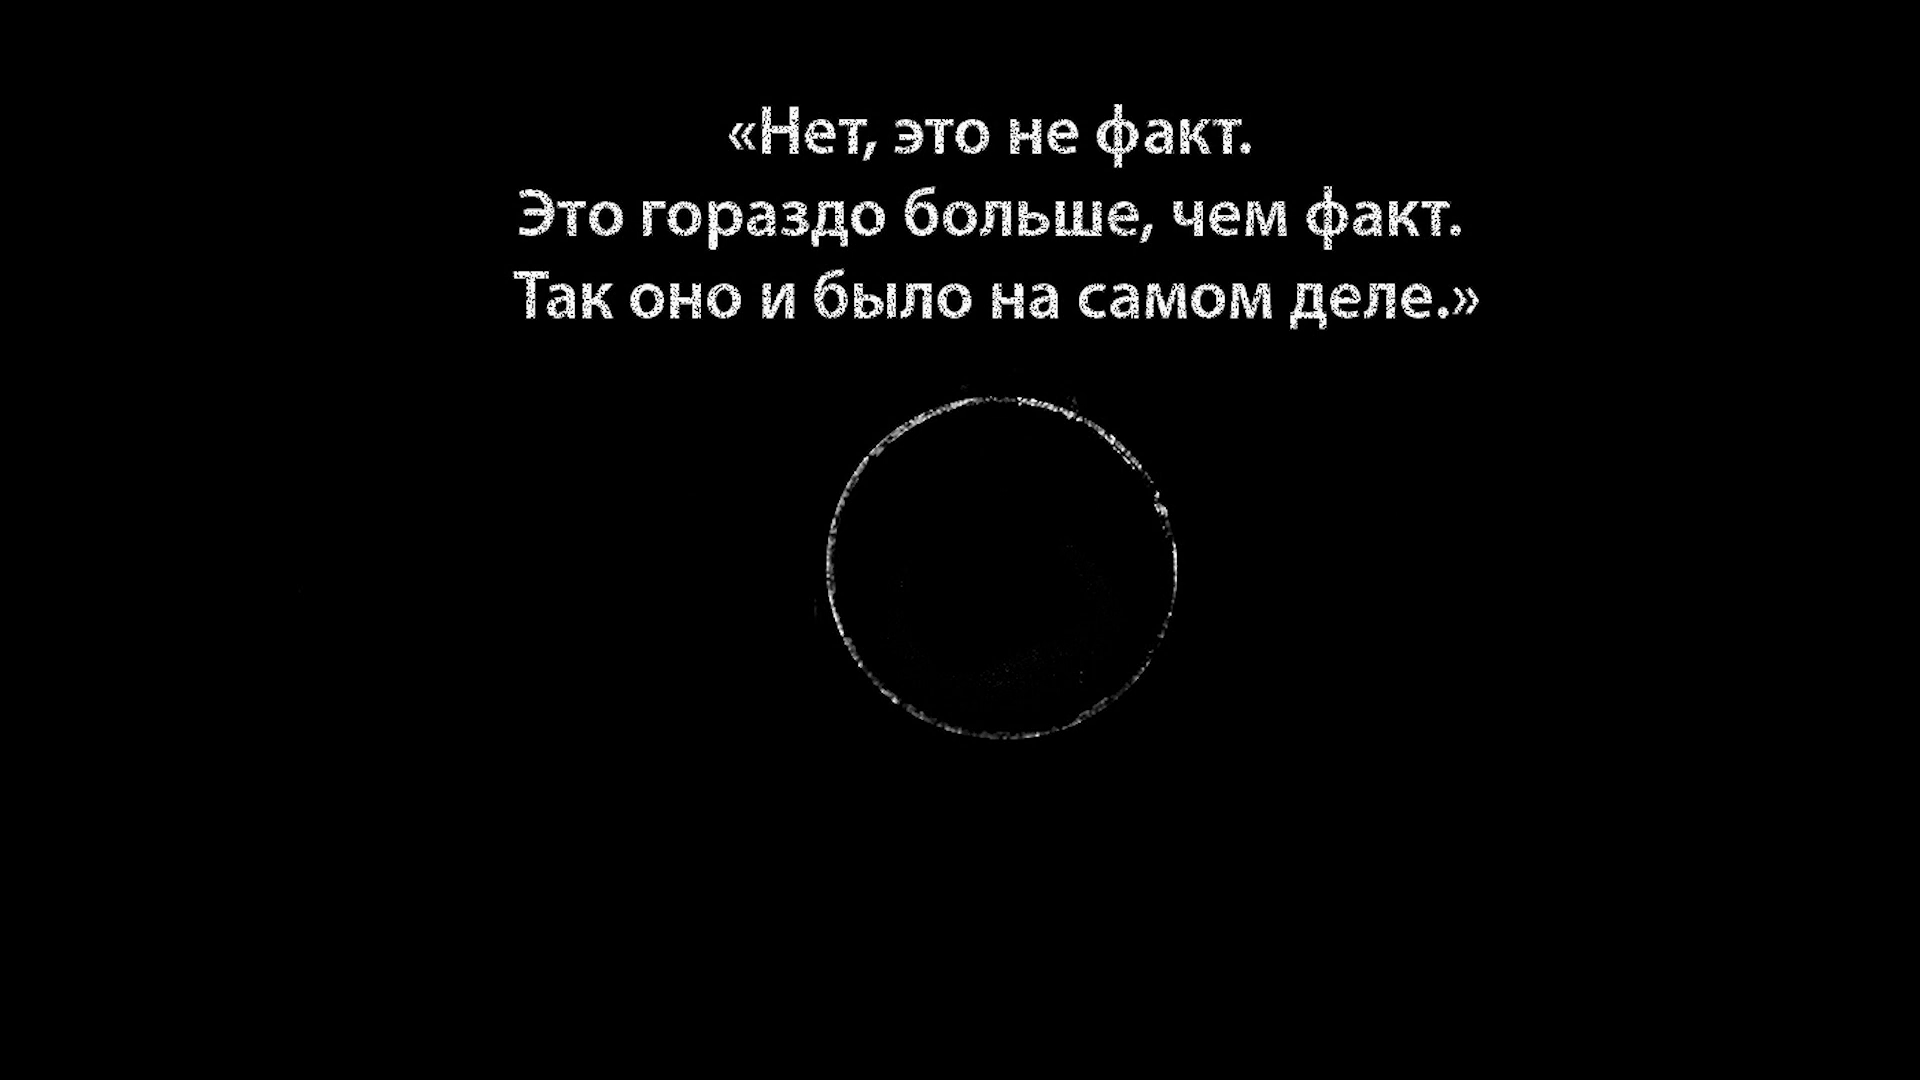 «Нет, это не факт.
Это гораздо больше, чем факт.
Так оно и было на самом деле.»